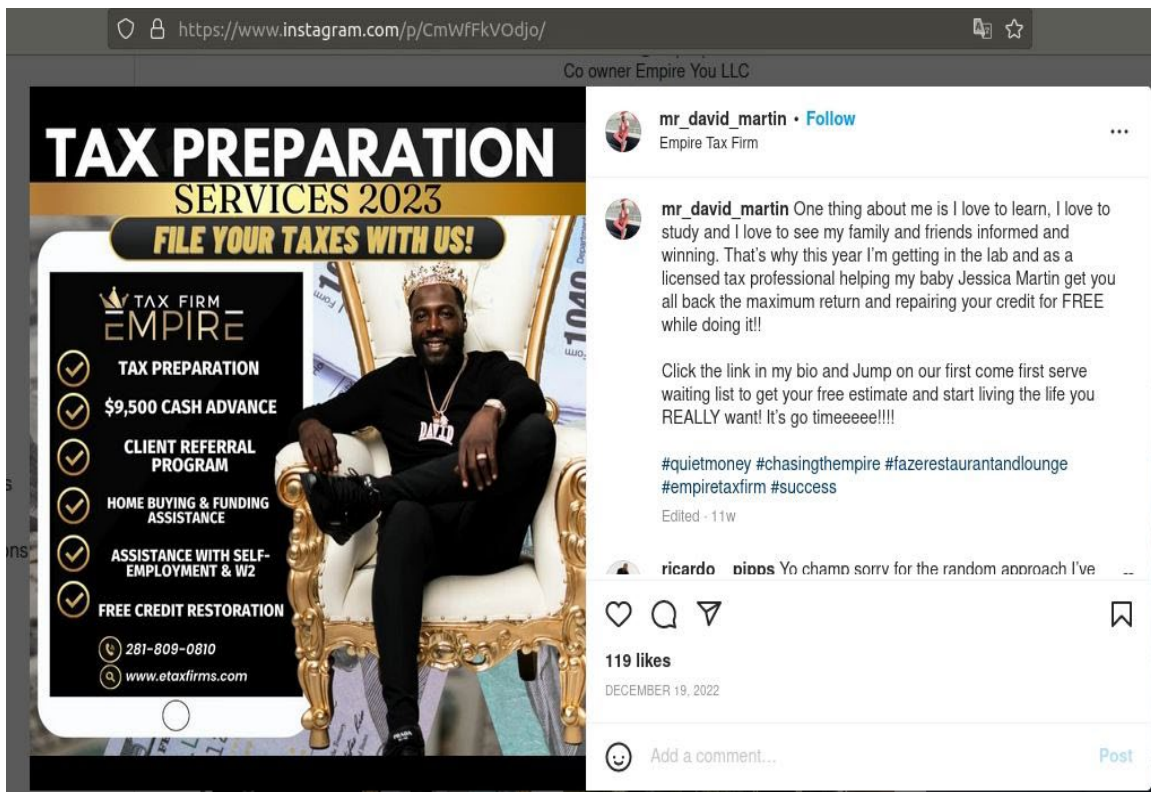 https://www.instagram.com/p/CmWfFkVOdjo/
Co owner Empire You LLC
TAX PREPARATION
SERVICES 2023
FILE YOUR TAXES WITH US!
TAX FIRM
EMPIRE
TAX PREPARATION
$9,500 CASH ADVANCE
CLIENT REFERRAL
PROGRAM
HOME BUYING & FUNDING
ASSISTANCE
ASSISTANCE WITH SELF-
EMPLOYMENT & W2
FREE CREDIT RESTORATION
281-809-0810
www.etaxfirms.com
1040
DAVID
PRADA
mr_david_martin • Follow
Empire Tax Firm
mr_david_martin One thing about me is I love to learn, I love to
study and I love to see my family and friends informed and
winning. That's why this year I'm getting in the lab and as a
licensed tax professional helping my baby Jessica Martin get you
all back the maximum return and repairing your credit for FREE
while doing it!!
Click the link in my bio and Jump on our first come first serve
waiting list to get your free estimate and start living the life you
REALLY want! It's go timeeeee!!!!
#quietmoney #chasingtheempire #fazerestaurantandlounge
#empiretaxfirm #success
Edited · 11w
ricardo__pipps Yo champ sorry for the random approach I've
119 likes
DECEMBER 19, 2022
Add a comment...
Post